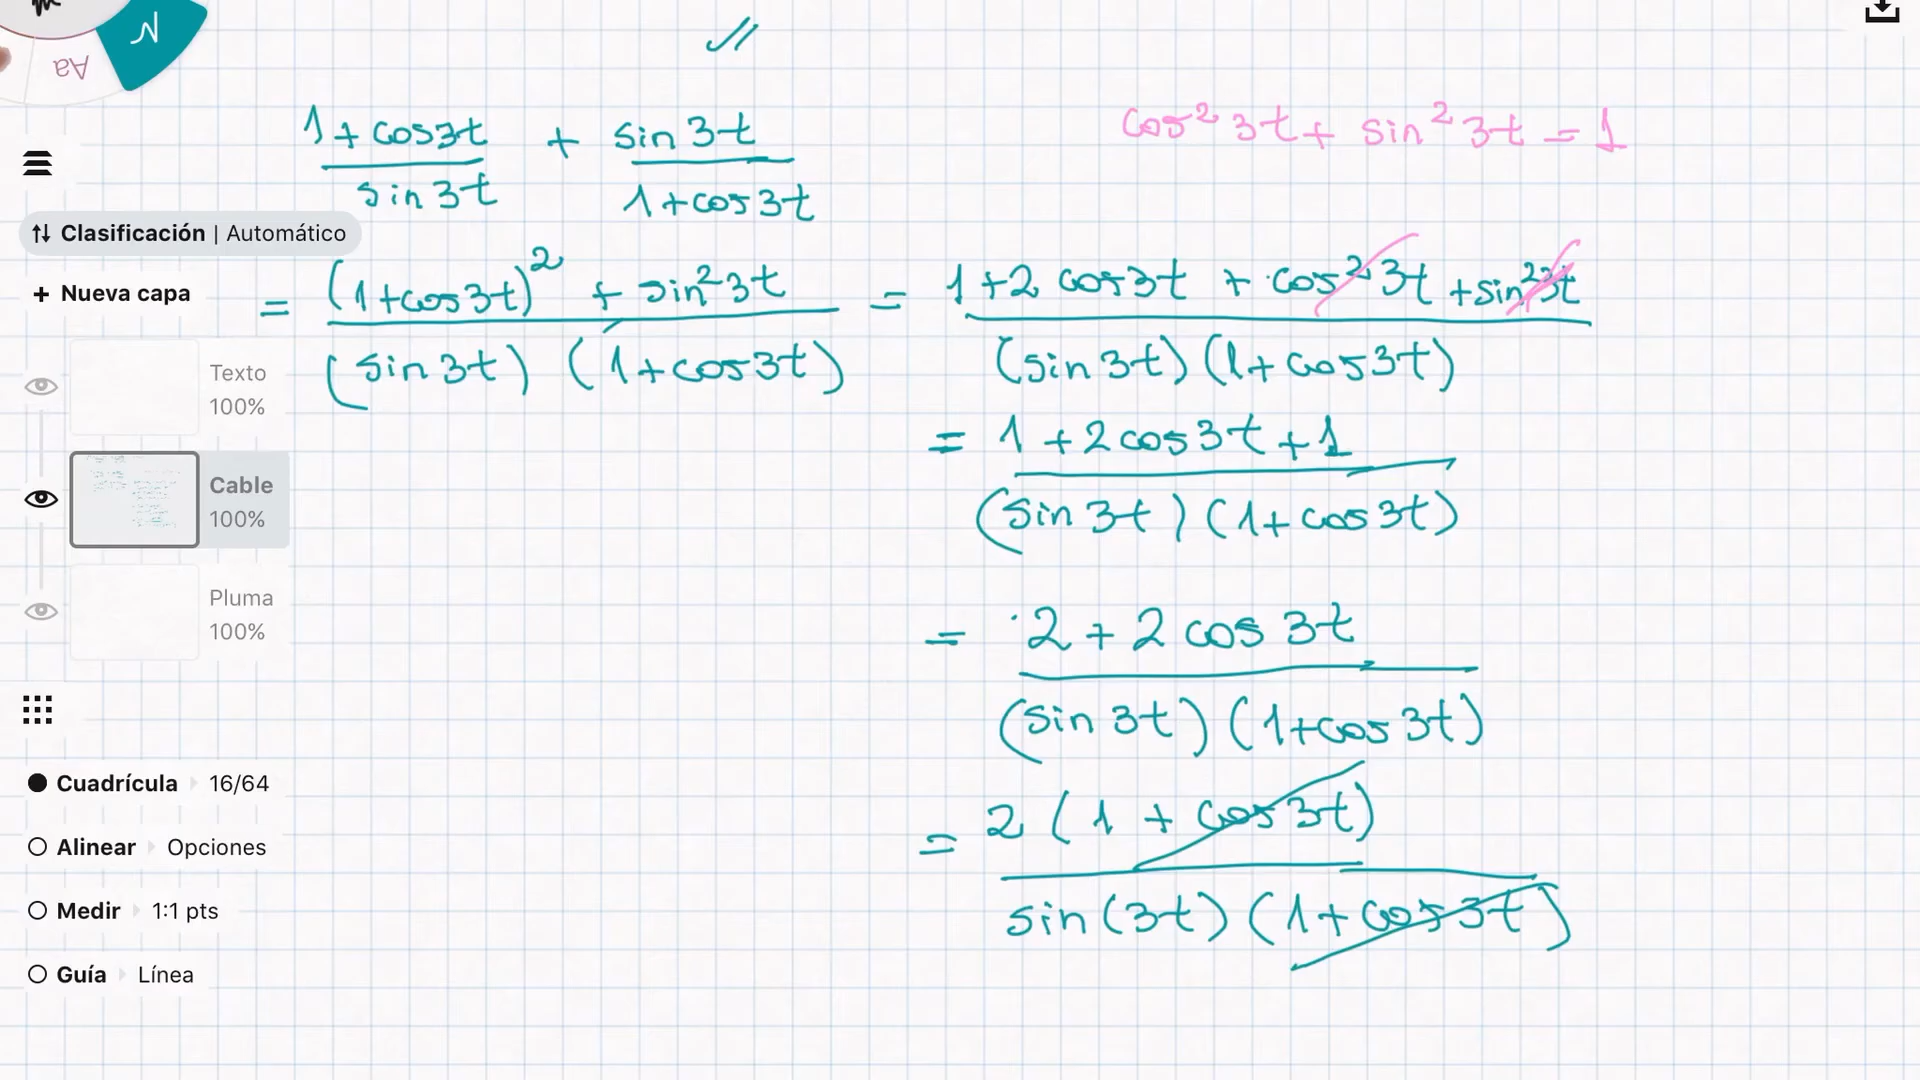 Aa
1 + cos3t + sin 3t
sin 3t 1 + cos 3t
cos² 3t + sin² 3t = 1
Clasificación | Automático
+ Nueva capa
= (1 + cos 3t)² + sin² 3t = 1 + 2 cos 3t + cos² 3t + sin² 3t
(sin 3t) (1 + cos 3t) (sin 3t) (1 + cos 3t)
Texto
100%
= 1 + 2 cos 3t + 1
(sin 3t) (1 + cos 3t)
Cable
100%
= 2 + 2 cos 3t
(sin 3t) (1 + cos 3t)
Pluma
100%
= 2 (1 + cos 3t)
sin (3t) (1 + cos 3t)
Cuadrícula 16/64
Alinear Opciones
Medir 1:1 pts
Guía Línea